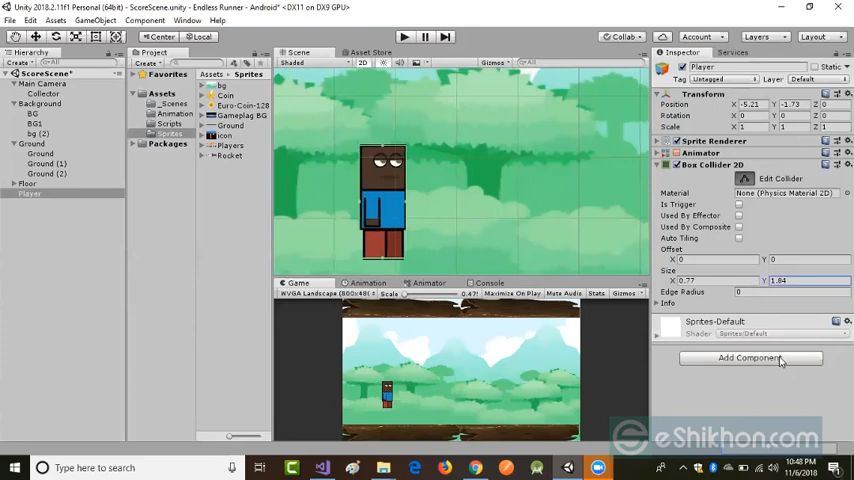 Unity 2018.2.11f1 Personal (64bit) - ScoreScene.unity - Endless Runner - Android* <DX11 on DX9 GPU>
File Edit Assets GameObject Component Window Help
Center Local Collab Account Layers Layout
Hierarchy
Create
ScoreScene*
Main Camera
Collector
Background
BG
BG1
bg (2)
Ground
Ground
Ground (1)
Ground (2)
Floor
Player
Project
Create
Favorites
Assets
_Scenes
Animation
Scripts
Sprites
Packages
Assets Sprites
bg
Coin
Euro-Coin-128
Gameplag BG
Ground
icon
Players
Rocket
Scene Asset Store
Shaded 2D Gizmos All
Game Animation Animator Console
WVGA Landscape (800x48( Scale 0.47 Maximize On Play Mute Audio Stats Gizmos
Inspector Services
Player Static
Tag Untagged Layer Default
Transform
Position X -5.21 Y -1.73 Z 0
Rotation X 0 Y 0 Z 0
Scale X 1 Y 1 Z 1
Sprite Renderer
Animator
Box Collider 2D
Edit Collider
Material None (Physics Material 2D)
Is Trigger
Used By Effector
Used By Composite
Auto Tiling
Offset
X 0 Y 0
Size
X 0.77 Y 1.84
Edge Radius 0
Info
Sprites-Default
Shader Sprites/Default
Add Component
eShikhon.com
Type here to search
10:48 PM
11/6/2018